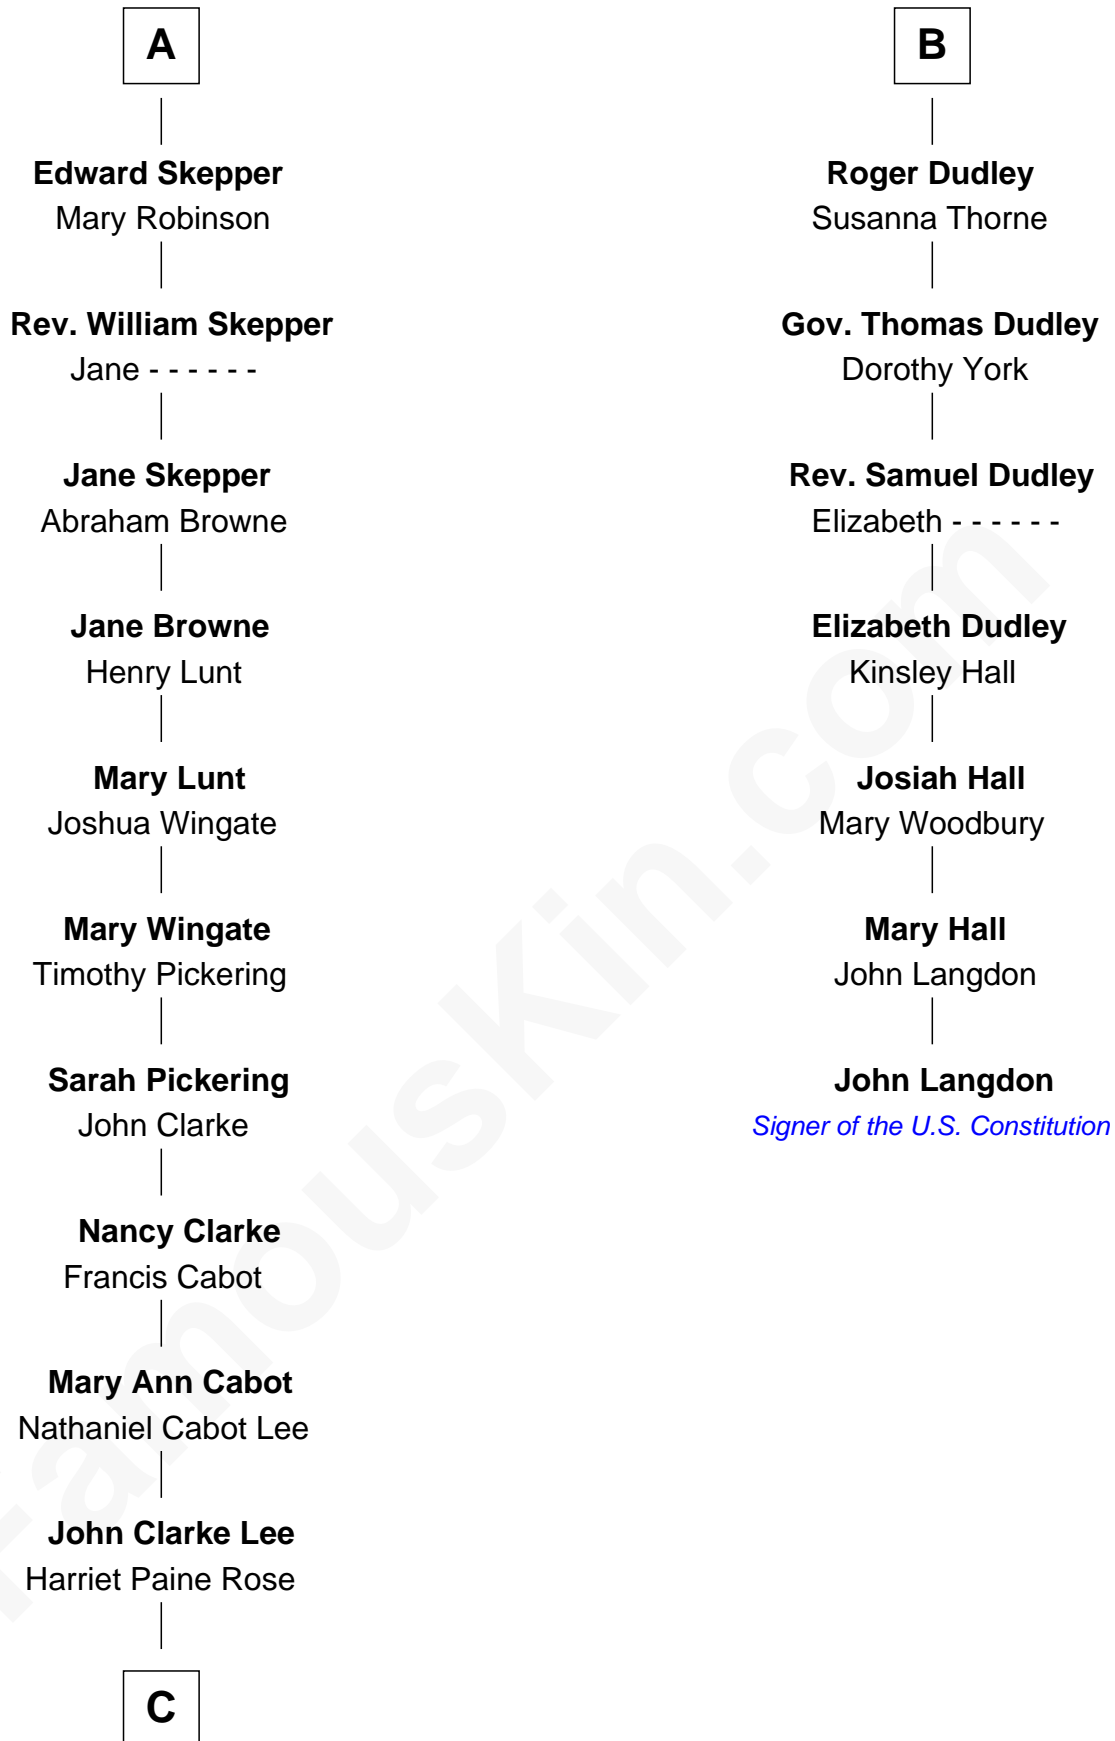 A
Edward Skepper
Mary Robinson
Rev. William Skepper
Jane - - - - - -
Jane Skepper
Abraham Browne
Jane Browne
Henry Lunt
Mary Lunt
Joshua Wingate
Mary Wingate
Timothy Pickering
Sarah Pickering
John Clarke
Nancy Clarke
Francis Cabot
Mary Ann Cabot
Nathaniel Cabot Lee
John Clarke Lee
Harriet Paine Rose
C
B
Roger Dudley
Susanna Thorne
Gov. Thomas Dudley
Dorothy York
Rev. Samuel Dudley
Elizabeth - - - - - -
Elizabeth Dudley
Kinsley Hall
Josiah Hall
Mary Woodbury
Mary Hall
John Langdon
John Langdon
Signer of the U.S. Constitution
FamousKin.com